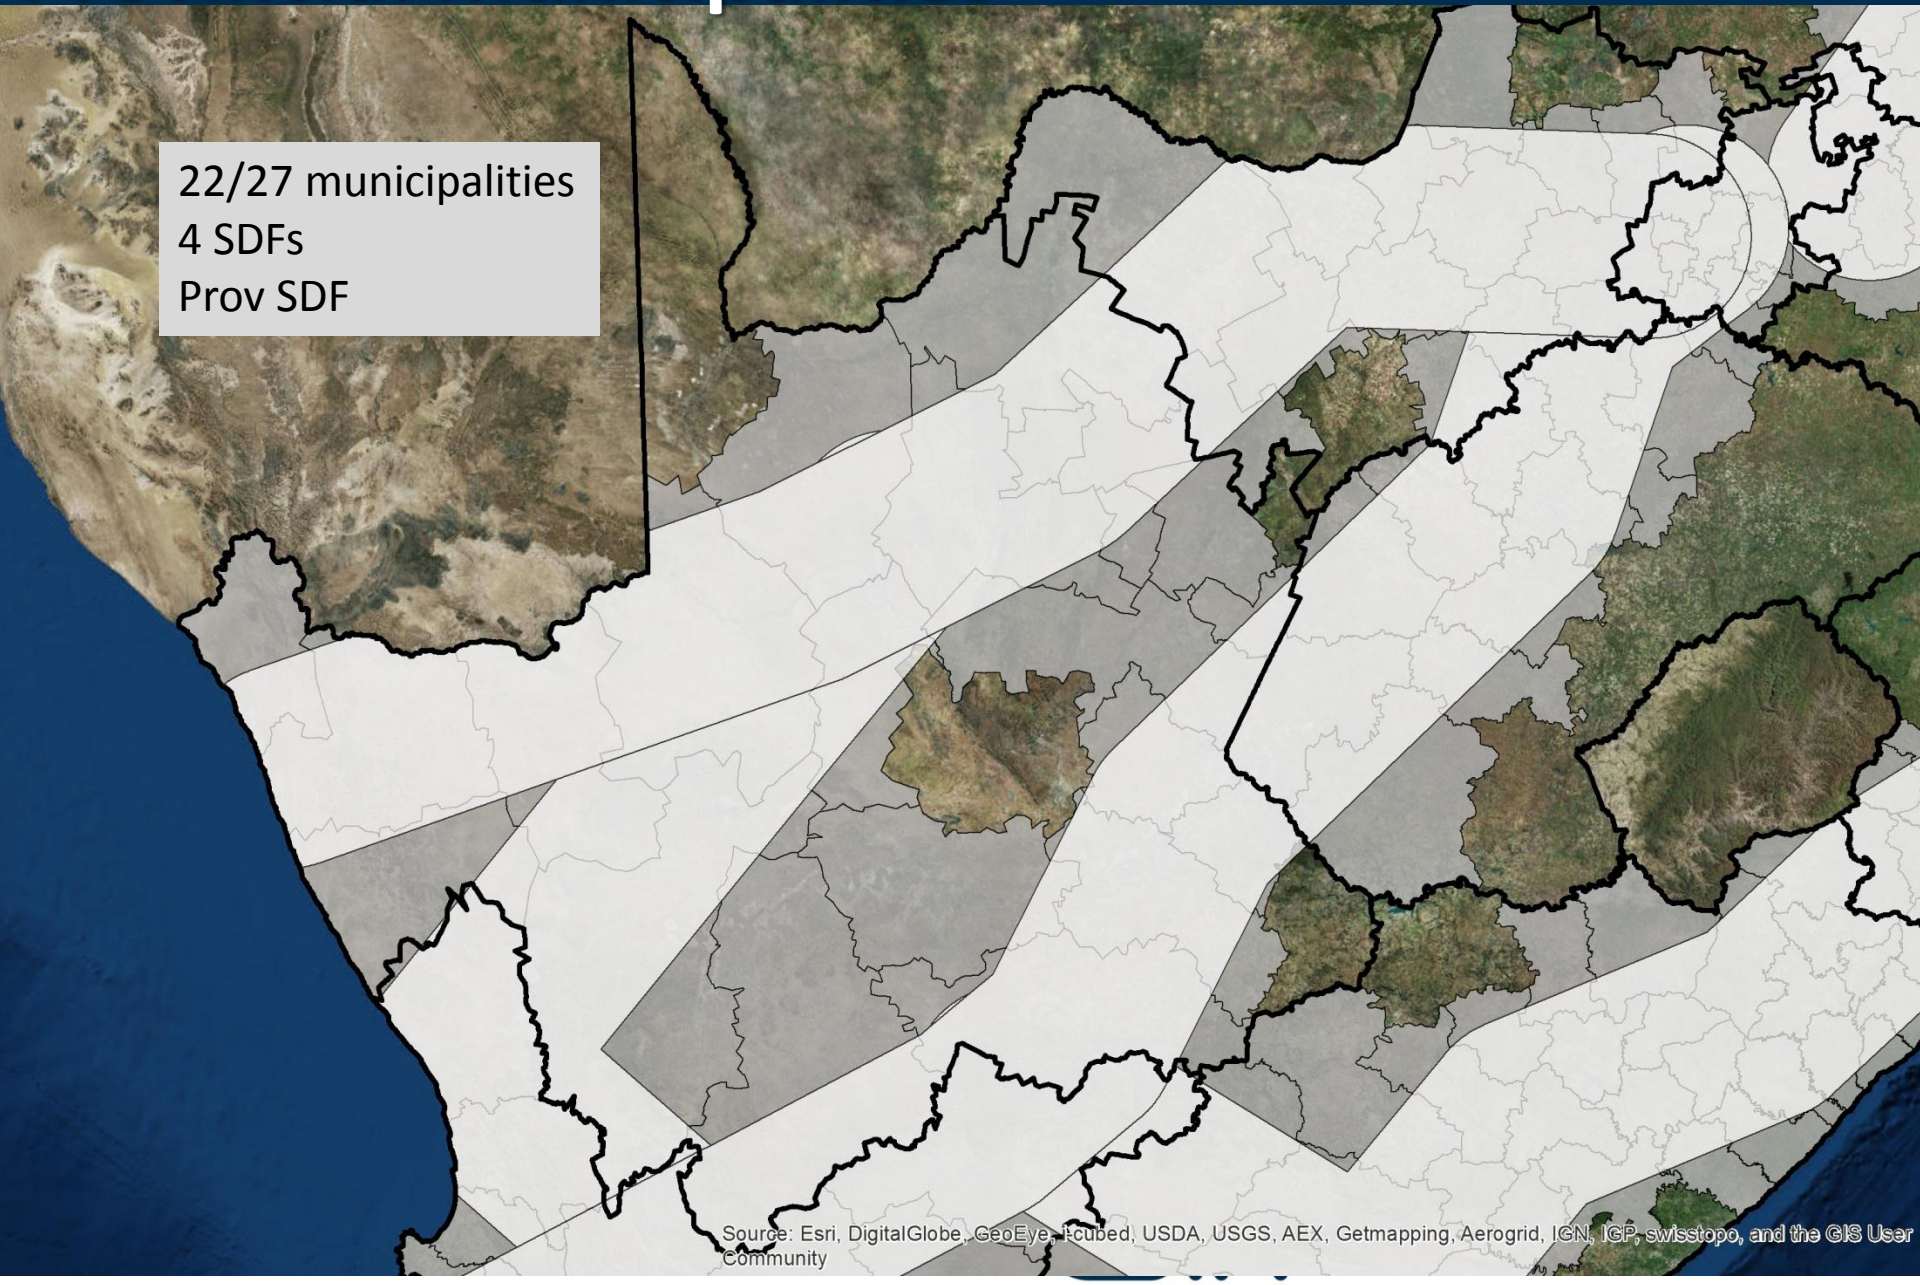 22/27 municipalities
4 SDFs
Prov SDF
Source: Esri, DigitalGlobe, GeoEye, i-cubed, USDA, USGS, AEX, Getmapping, Aerogrid, IGN, IGP, swisstopo, and the GIS User
Community